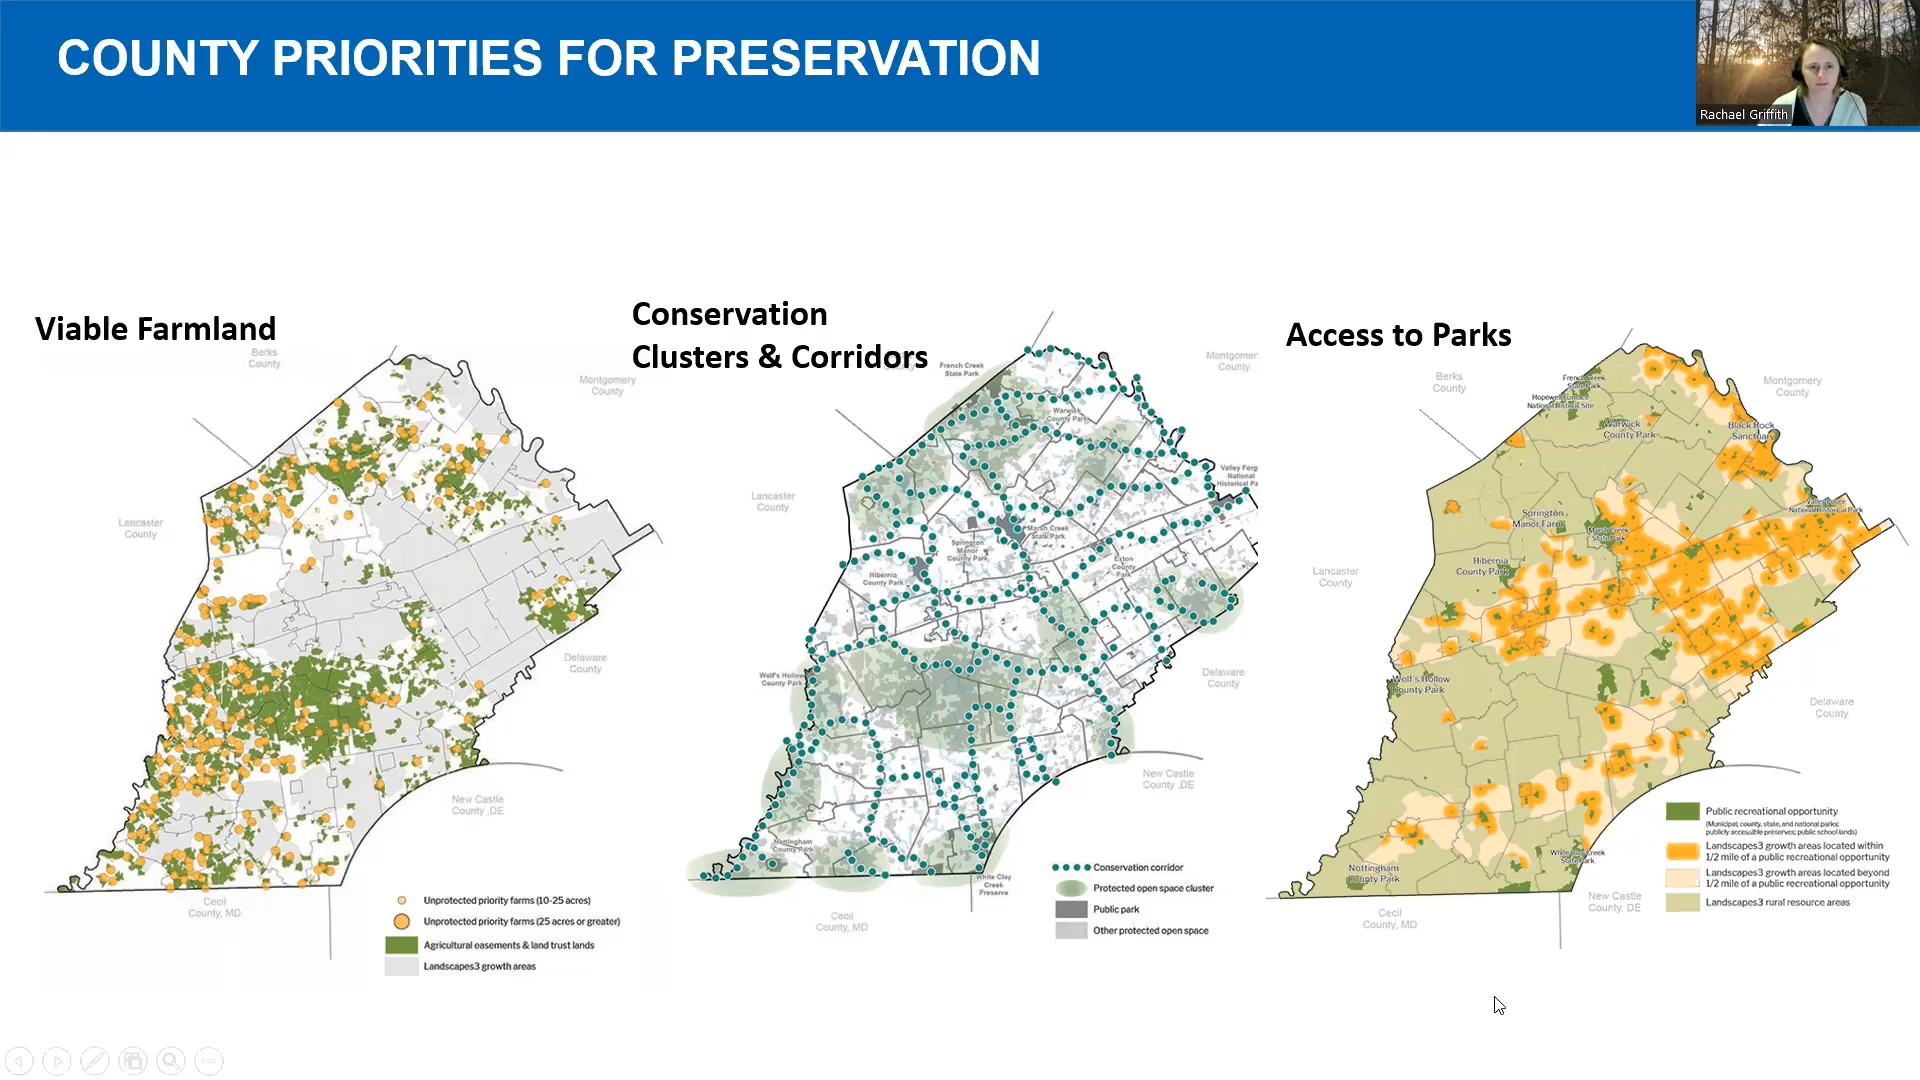 COUNTY PRIORITIES FOR PRESERVATION
Rachael Griffith
Viable Farmland
Berks
County
Montgomery
County
Lancaster
County
Delaware
County
New Castle
County ,DE
Cecil
County, MD
Unprotected priority farms (10-25 acres)
Unprotected priority farms (25 acres or greater)
Agricultural easements & land trust lands
Landscapes3 growth areas
Conservation
Clusters & Corridors
French Creek
State Park
Montgomer
County
Warwick
County Park
Valley Forg
National
Historical Pa
Lancaster
County
Marsh Creek
State Park
Springton
Manor
County Park
Exton
County
Park
Hibernia
County Park
Wolf's Hollow
County Park
Delaware
County
New Castle
County ,DE
Nottingham
County Park
White Clay
Creek
Preserve
Cecil
County, MD
Conservation corridor
Protected open space cluster
Public park
Other protected open space
Access to Parks
Berks
County
French Creek
State Park
Hopewell Furnace
National Historic Site
Montgomery
County
Warwick
County Park
Black Rock
Sanctuary
Valley Forge
National Historical Park
Springton
Manor Farm
Marsh Creek
State Park
Hibernia
County Park
Lancaster
County
Wolf's Hollow
County Park
Delaware
County
White Clay Creek
State Park
Nottingham
County Park
New Castle
County, DE
Cecil
County, MD
Public recreational opportunity
(Municipal, county, state, and national parks;
publicly accessible preserves; public school lands)
Landscapes3 growth areas located within
1/2 mile of a public recreational opportunity
Landscapes3 growth areas located beyond
1/2 mile of a public recreational opportunity
Landscapes3 rural resource areas